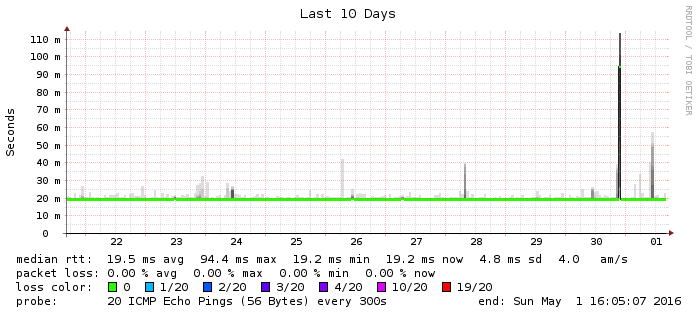 Last 10 Days
RRDTOOL / TOBI OETIKER
Seconds
110 m
100 m
90 m
80 m
70 m
60 m
50 m
40 m
30 m
20 m
10 m
0
22 23 24 25 26 27 28 29 30 01
median rtt: 19.5 ms avg 94.4 ms max 19.2 ms min 19.2 ms now 4.8 ms sd 4.0 am/s
packet loss: 0.00 % avg 0.00 % max 0.00 % min 0.00 % now
loss color: 0 1/20 2/20 3/20 4/20 10/20 19/20
probe: 20 ICMP Echo Pings (56 Bytes) every 300s end: Sun May 1 16:05:07 2016